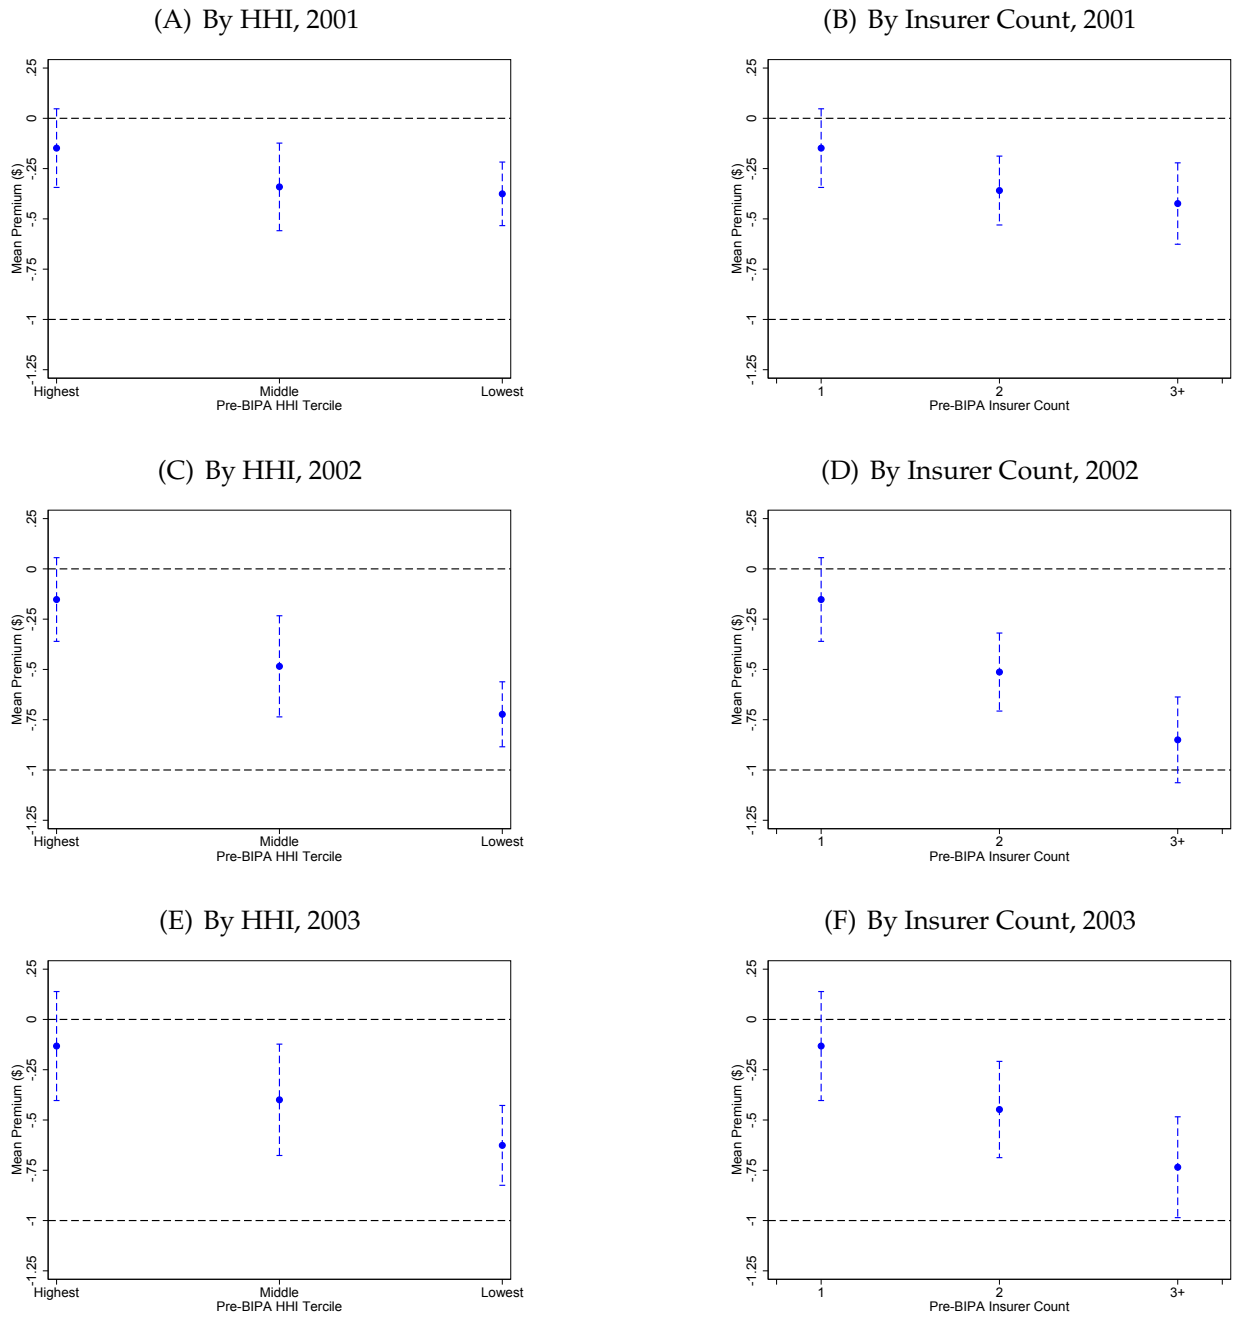 (A) By HHI, 2001
(B) By Insurer Count, 2001
Mean Premium ($)
.25
0
-.25
-.5
-.75
-1
-1.25
Highest Middle Lowest
Pre-BIPA HHI Tercile
Mean Premium ($)
.25
0
-.25
-.5
-.75
-1
-1.25
1 2 3+
Pre-BIPA Insurer Count
(C) By HHI, 2002
(D) By Insurer Count, 2002
Mean Premium ($)
.25
0
-.25
-.5
-.75
-1
-1.25
Highest Middle Lowest
Pre-BIPA HHI Tercile
Mean Premium ($)
.25
0
-.25
-.5
-.75
-1
-1.25
1 2 3+
Pre-BIPA Insurer Count
(E) By HHI, 2003
(F) By Insurer Count, 2003
Mean Premium ($)
.25
0
-.25
-.5
-.75
-1
-1.25
Highest Middle Lowest
Pre-BIPA HHI Tercile
Mean Premium ($)
.25
0
-.25
-.5
-.75
-1
-1.25
1 2 3+
Pre-BIPA Insurer Count